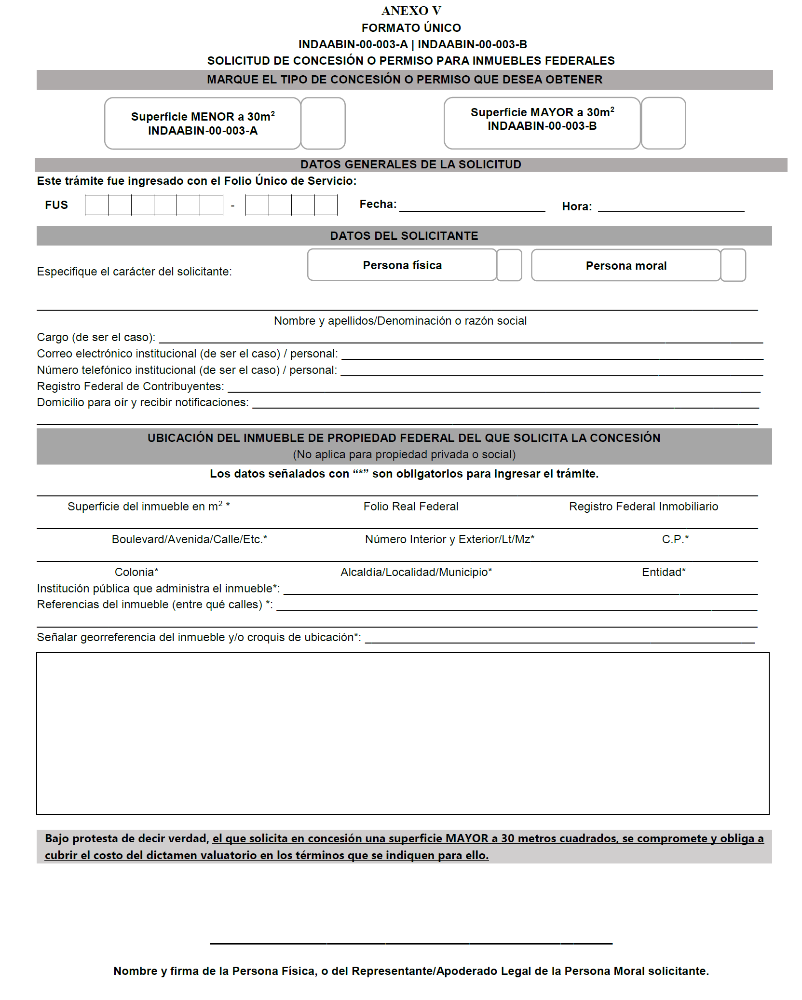 ANEXO V
FORMATO ÚNICO
INDAABIN-00-003-A | INDAABIN-00-003-B
SOLICITUD DE CONCESIÓN O PERMISO PARA INMUEBLES FEDERALES
MARQUE EL TIPO DE CONCESIÓN O PERMISO QUE DESEA OBTENER
Superficie MENOR a 30m²
INDAABIN-00-003-A
Superficie MAYOR a 30m²
INDAABIN-00-003-B
DATOS GENERALES DE LA SOLICITUD
Este trámite fue ingresado con el Folio Único de Servicio:
FUS - Fecha: Hora:
DATOS DEL SOLICITANTE
Especifique el carácter del solicitante: Persona física Persona moral
Nombre y apellidos/Denominación o razón social
Cargo (de ser el caso):
Correo electrónico institucional (de ser el caso) / personal:
Número telefónico institucional (de ser el caso) / personal:
Registro Federal de Contribuyentes:
Domicilio para oír y recibir notificaciones:
UBICACIÓN DEL INMUEBLE DE PROPIEDAD FEDERAL DEL QUE SOLICITA LA CONCESIÓN
(No aplica para propiedad privada o social)
Los datos señalados con “*” son obligatorios para ingresar el trámite.
Superficie del inmueble en m² * Folio Real Federal Registro Federal Inmobiliario
Boulevard/Avenida/Calle/Etc.* Número Interior y Exterior/Lt/Mz* C.P.*
Colonia* Alcaldía/Localidad/Municipio* Entidad*
Institución pública que administra el inmueble*:
Referencias del inmueble (entre qué calles) *:
Señalar georreferencia del inmueble y/o croquis de ubicación*:
Bajo protesta de decir verdad, el que solicita en concesión una superficie MAYOR a 30 metros cuadrados, se compromete y obliga a
cubrir el costo del dictamen valuatorio en los términos que se indiquen para ello.
Nombre y firma de la Persona Física, o del Representante/Apoderado Legal de la Persona Moral solicitante.